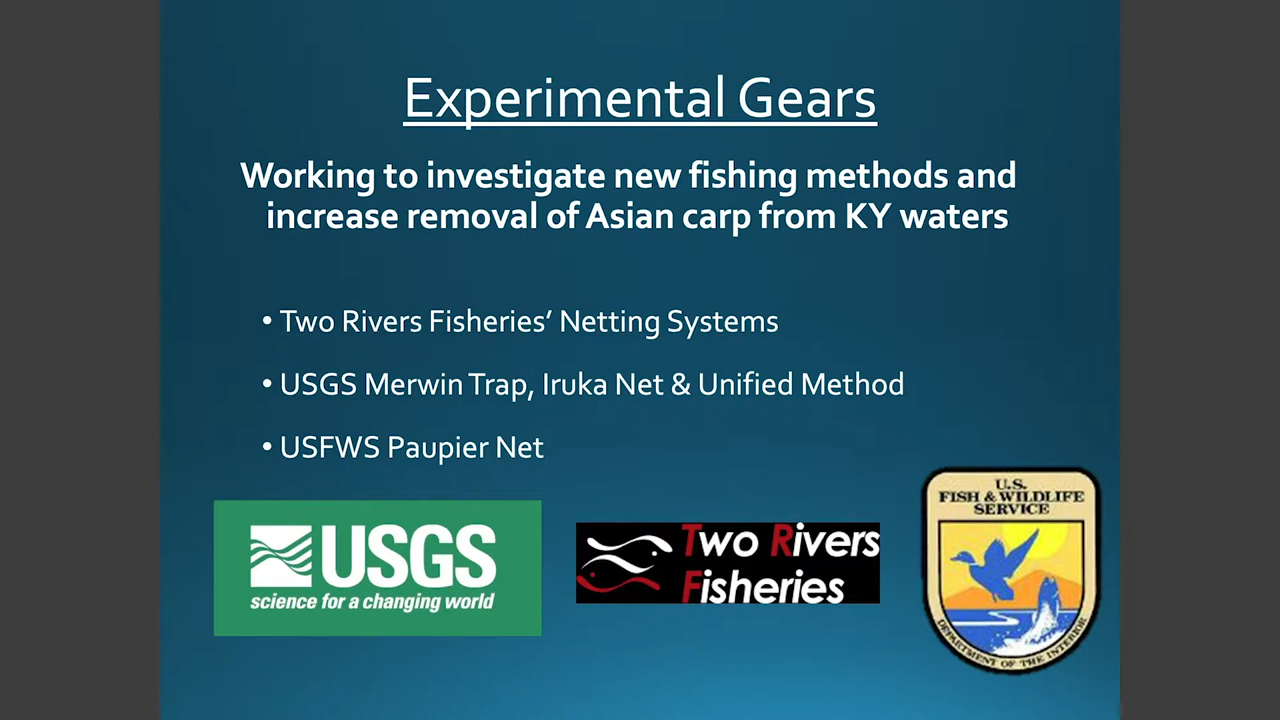 Experimental Gears
Working to investigate new fishing methods and
increase removal of Asian carp from KY waters
• Two Rivers Fisheries’ Netting Systems
• USGS Merwin Trap, Iruka Net & Unified Method
• USFWS Paupier Net
USGS
science for a changing world
Two Rivers
Fisheries
U.S.
FISH & WILDLIFE
SERVICE
DEPARTMENT OF THE INTERIOR